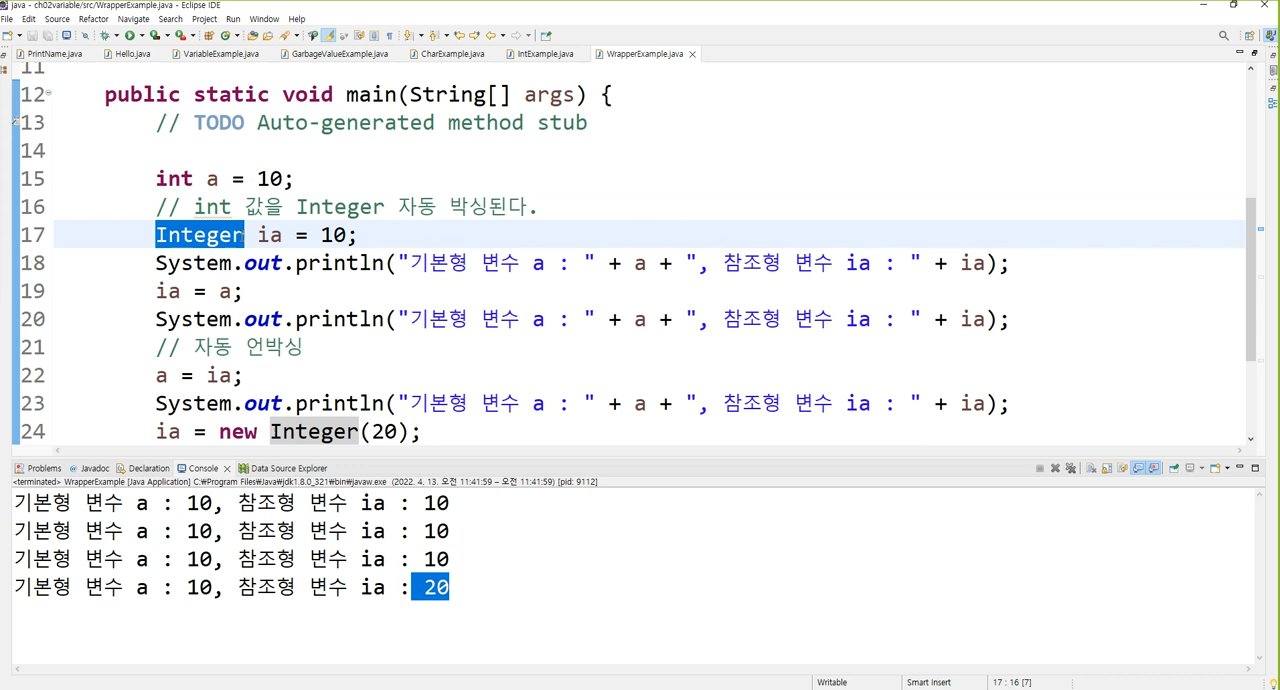 java - ch02variable/src/WrapperExample.java - Eclipse IDE
File Edit Source Refactor Navigate Search Project Run Window Help
PrintName.java Hello.java VariableExample.java GarbageValueExample.java CharExample.java IntExample.java WrapperExample.java
11
12 public static void main(String[] args) {
13 // TODO Auto-generated method stub
14
15 int a = 10;
16 // int 값을 Integer 자동 박싱된다.
17 Integer ia = 10;
18 System.out.println("기본형 변수 a : " + a + ", 참조형 변수 ia : " + ia);
19 ia = a;
20 System.out.println("기본형 변수 a : " + a + ", 참조형 변수 ia : " + ia);
21 // 자동 언박싱
22 a = ia;
23 System.out.println("기본형 변수 a : " + a + ", 참조형 변수 ia : " + ia);
24 ia = new Integer(20);
Problems Javadoc Declaration Console Data Source Explorer
<terminated> WrapperExample [Java Application] C:₩Program Files₩Java₩jdk1.8.0_321₩bin₩javaw.exe (2022. 4. 13. 오전 11:41:59 – 오전 11:41:59) [pid: 9112]
기본형 변수 a : 10, 참조형 변수 ia : 10
기본형 변수 a : 10, 참조형 변수 ia : 10
기본형 변수 a : 10, 참조형 변수 ia : 10
기본형 변수 a : 10, 참조형 변수 ia : 20
Writable Smart Insert 17 : 16 [7]